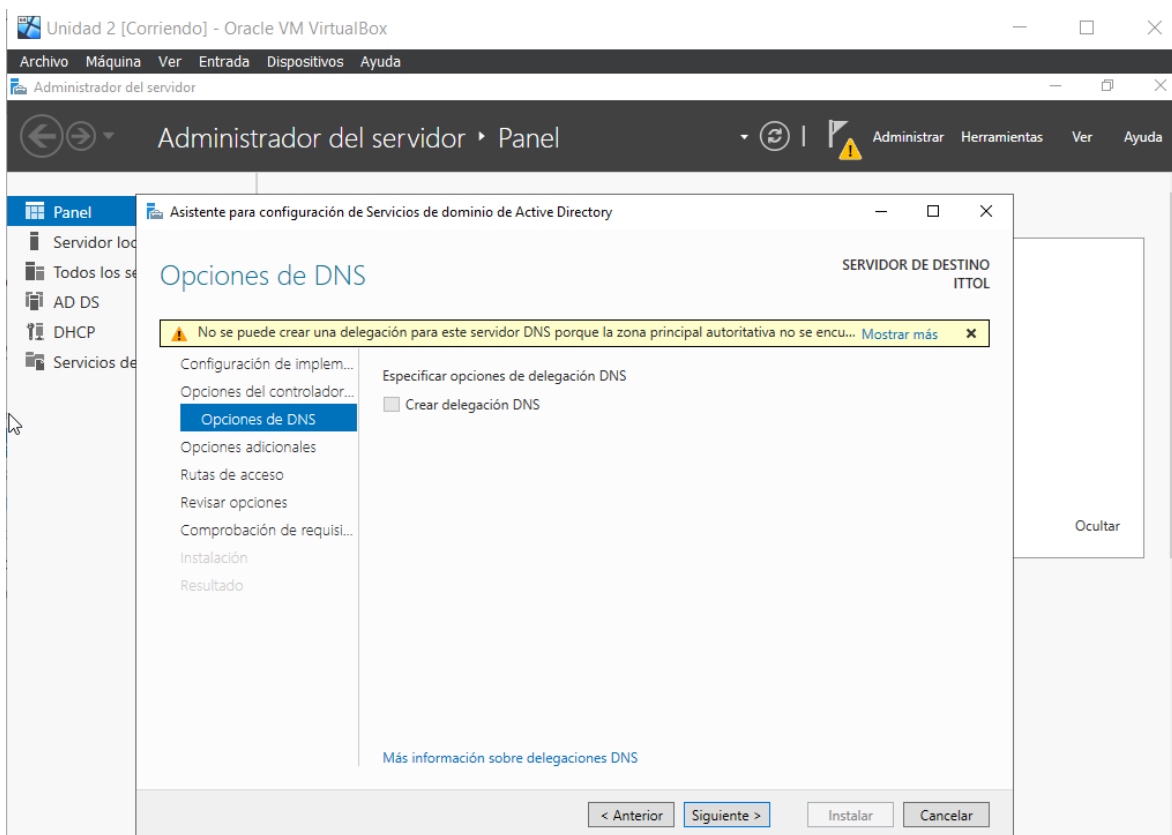 Unidad 2 [Corriendo] - Oracle VM VirtualBox
Archivo Máquina Ver Entrada Dispositivos Ayuda
Administrador del servidor
Administrador del servidor ‣ Panel
Administrar Herramientas Ver Ayuda
Panel
Servidor loc
Todos los se
AD DS
DHCP
Servicios de
Asistente para configuración de Servicios de dominio de Active Directory
Opciones de DNS
SERVIDOR DE DESTINO
ITTOL
No se puede crear una delegación para este servidor DNS porque la zona principal autoritativa no se encu... Mostrar más
Configuración de implem...
Opciones del controlador...
Opciones de DNS
Opciones adicionales
Rutas de acceso
Revisar opciones
Comprobación de requisi...
Instalación
Resultado
Especificar opciones de delegación DNS
Crear delegación DNS
Más información sobre delegaciones DNS
Ocultar
< Anterior Siguiente > Instalar Cancelar